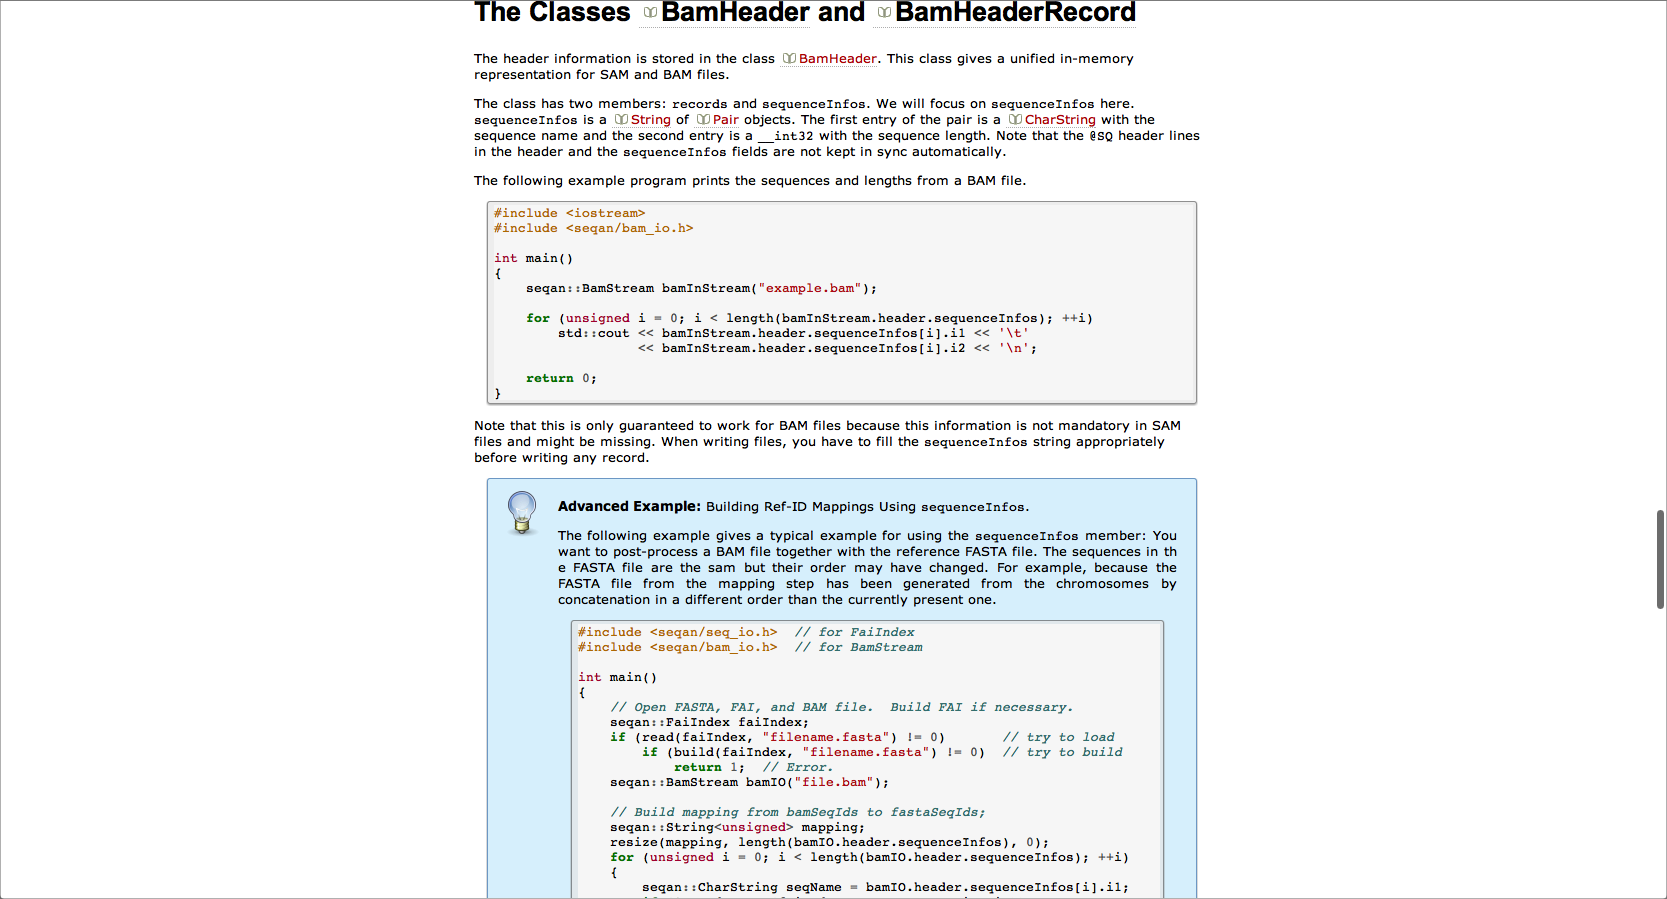 The Classes BamHeader and BamHeaderRecord
The header information is stored in the class BamHeader. This class gives a unified in-memory
representation for SAM and BAM files.
The class has two members: records and sequenceInfos. We will focus on sequenceInfos here.
sequenceInfos is a String of Pair objects. The first entry of the pair is a CharString with the
sequence name and the second entry is a __int32 with the sequence length. Note that the @SQ header lines
in the header and the sequenceInfos fields are not kept in sync automatically.
The following example program prints the sequences and lengths from a BAM file.
#include <iostream>
#include <seqan/bam_io.h>
int main()
{
    seqan::BamStream bamInStream("example.bam");
    for (unsigned i = 0; i < length(bamInStream.header.sequenceInfos); ++i)
        std::cout << bamInStream.header.sequenceInfos[i].i1 << '\t'
                  << bamInStream.header.sequenceInfos[i].i2 << '\n';
    return 0;
}
Note that this is only guaranteed to work for BAM files because this information is not mandatory in SAM
files and might be missing. When writing files, you have to fill the sequenceInfos string appropriately
before writing any record.
Advanced Example: Building Ref-ID Mappings Using sequenceInfos.
The following example gives a typical example for using the sequenceInfos member: You
want to post-process a BAM file together with the reference FASTA file. The sequences in th
e FASTA file are the sam but their order may have changed. For example, because the
FASTA file from the mapping step has been generated from the chromosomes by
concatenation in a different order than the currently present one.
#include <seqan/seq_io.h>  // for FaiIndex
#include <seqan/bam_io.h>  // for BamStream
int main()
{
    // Open FASTA, FAI, and BAM file.  Build FAI if necessary.
    seqan::FaiIndex faiIndex;
    if (read(faiIndex, "filename.fasta") != 0)       // try to load
        if (build(faiIndex, "filename.fasta") != 0)  // try to build
            return 1;  // Error.
    seqan::BamStream bamIO("file.bam");
    // Build mapping from bamSeqIds to fastaSeqIds;
    seqan::String<unsigned> mapping;
    resize(mapping, length(bamIO.header.sequenceInfos), 0);
    for (unsigned i = 0; i < length(bamIO.header.sequenceInfos); ++i)
    {
        seqan::CharString seqName = bamIO.header.sequenceInfos[i].i1;